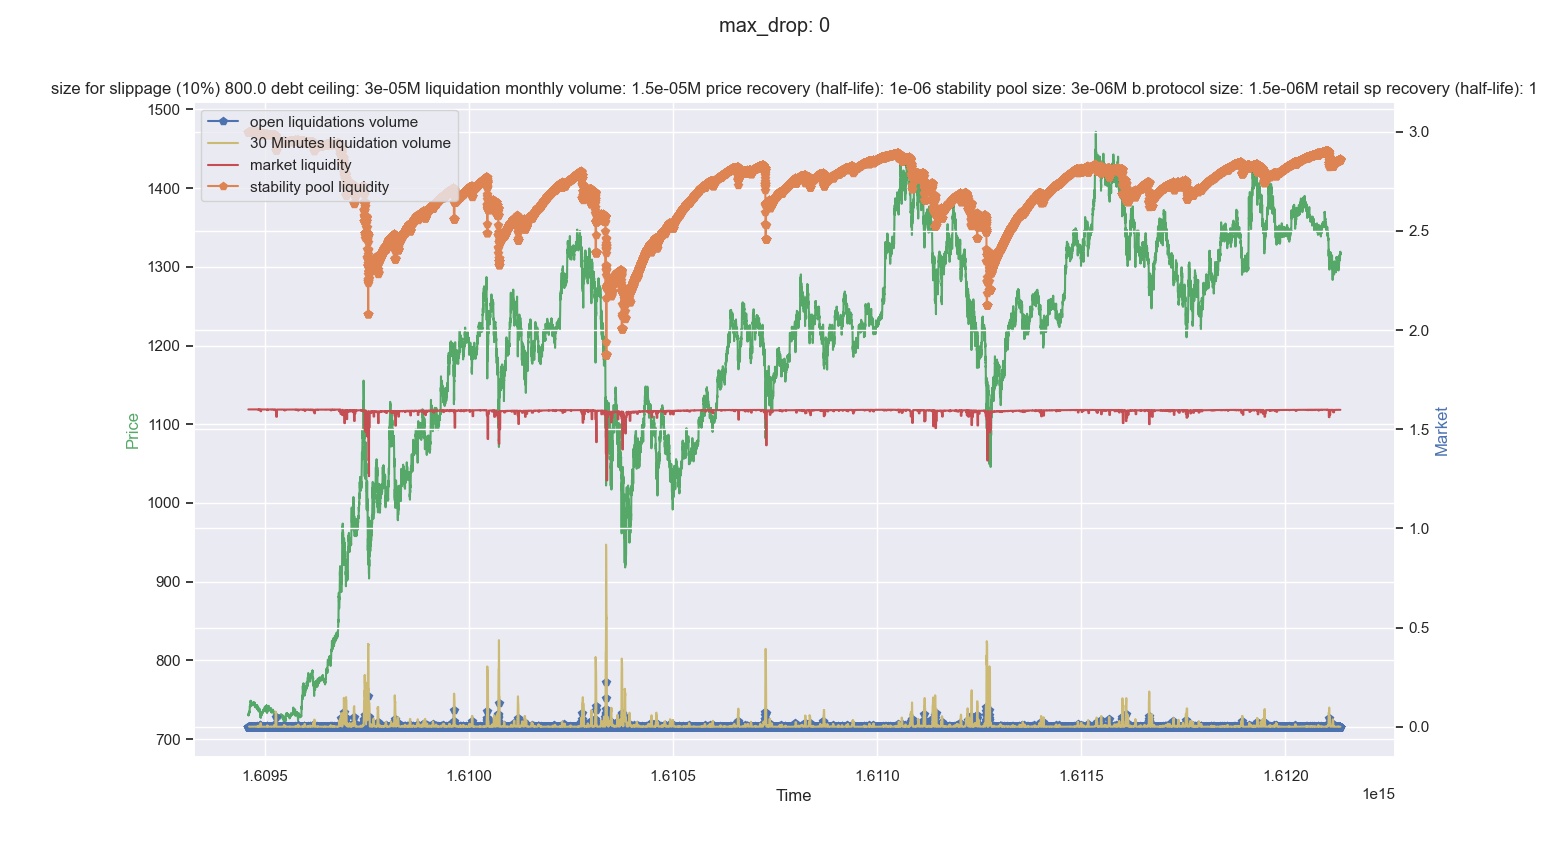 max_drop: 0
size for slippage (10%) 800.0 debt ceiling: 3e-05M liquidation monthly volume: 1.5e-05M price recovery (half-life): 1e-06 stability pool size: 3e-06M b.protocol size: 1.5e-06M retail sp recovery (half-life): 1
open liquidations volume
30 Minutes liquidation volume
market liquidity
stability pool liquidity
1500
1400
1300
1200
1100
1000
900
800
700
Price
3.0
2.5
2.0
1.5
1.0
0.5
0.0
Market
1.6095 1.6100 1.6105 1.6110 1.6115 1.6120
Time
1e15